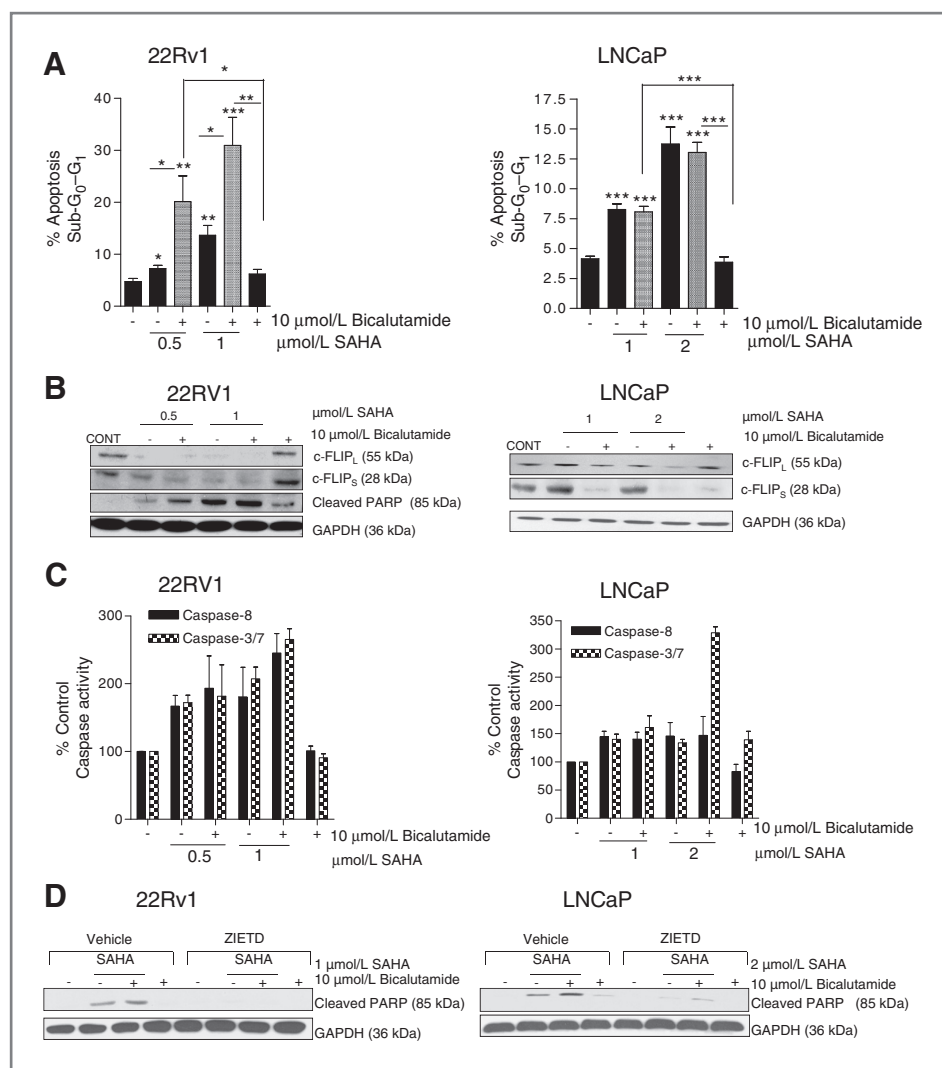 A
22Rv1
LNCaP
% Apoptosis
Sub-G0–G1
40
30
20
10
0
*
*
**
*
**
***
**
*
- - + - + + 10 µmol/L Bicalutamide
0.5 1 µmol/L SAHA
% Apoptosis
Sub-G0–G1
17.5
15.0
12.5
10.0
7.5
5.0
2.5
0.0
***
***
***
***
***
***
- - + - + + 10 µmol/L Bicalutamide
1 2 µmol/L SAHA
B
22RV1
0.5 1 µmol/L SAHA
CONT - + - + + 10 µmol/L Bicalutamide
c-FLIPL (55 kDa)
c-FLIPS (28 kDa)
Cleaved PARP (85 kDa)
GAPDH (36 kDa)
LNCaP
1 2 µmol/L SAHA
CONT - + - + + 10 µmol/L Bicalutamide
c-FLIPL (55 kDa)
c-FLIPS (28 kDa)
GAPDH (36 kDa)
C
22RV1
Caspase-8
Caspase-3/7
% Control
Caspase activity
300
200
100
0
- - + - + + 10 µmol/L Bicalutamide
0.5 1 µmol/L SAHA
LNCaP
Caspase-8
Caspase-3/7
% Control
Caspase activity
350
300
250
200
150
100
50
0
- - + - + + 10 µmol/L Bicalutamide
1 2 µmol/L SAHA
D
22Rv1
Vehicle ZIETD
SAHA SAHA 1 µmol/L SAHA
- - + + - - + + 10 µmol/L Bicalutamide
Cleaved PARP (85 kDa)
GAPDH (36 kDa)
LNCaP
Vehicle ZIETD
SAHA SAHA 2 µmol/L SAHA
- - + + - - + + 10 µmol/L Bicalutamide
Cleaved PARP (85 kDa)
GAPDH (36 kDa)